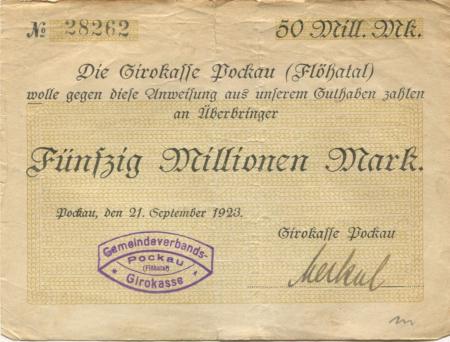 № 28262 50 Mill. Mk.
Die Girokasse Pockau (Flöhatal)
wolle gegen diese Anweisung aus unserem Guthaben zahlen
an Überbringer
Fünfzig Millionen Mark.
Pockau, den 21. September 1923.
Girokasse Pockau
Gemeindeverbands-
Pockau
(Flöhatal)
Girokasse
Merkel